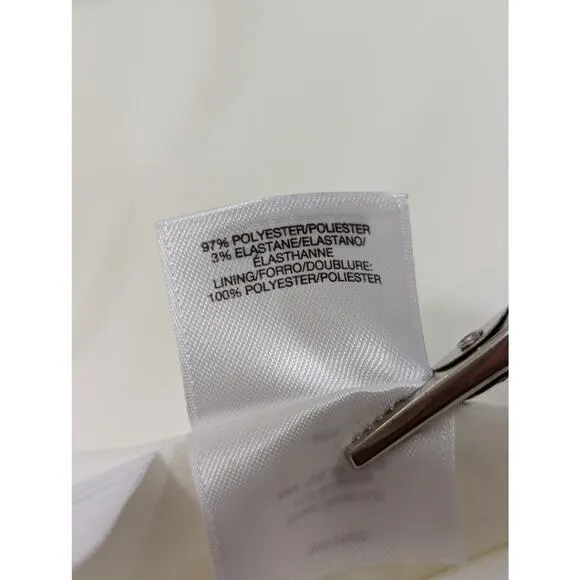 97% POLYESTER/POLIESTER
3% ELASTANE/ELASTANO/
ÉLASTHANNE
LINING/FORRO/DOUBLURE:
100% POLYESTER/POLIESTER